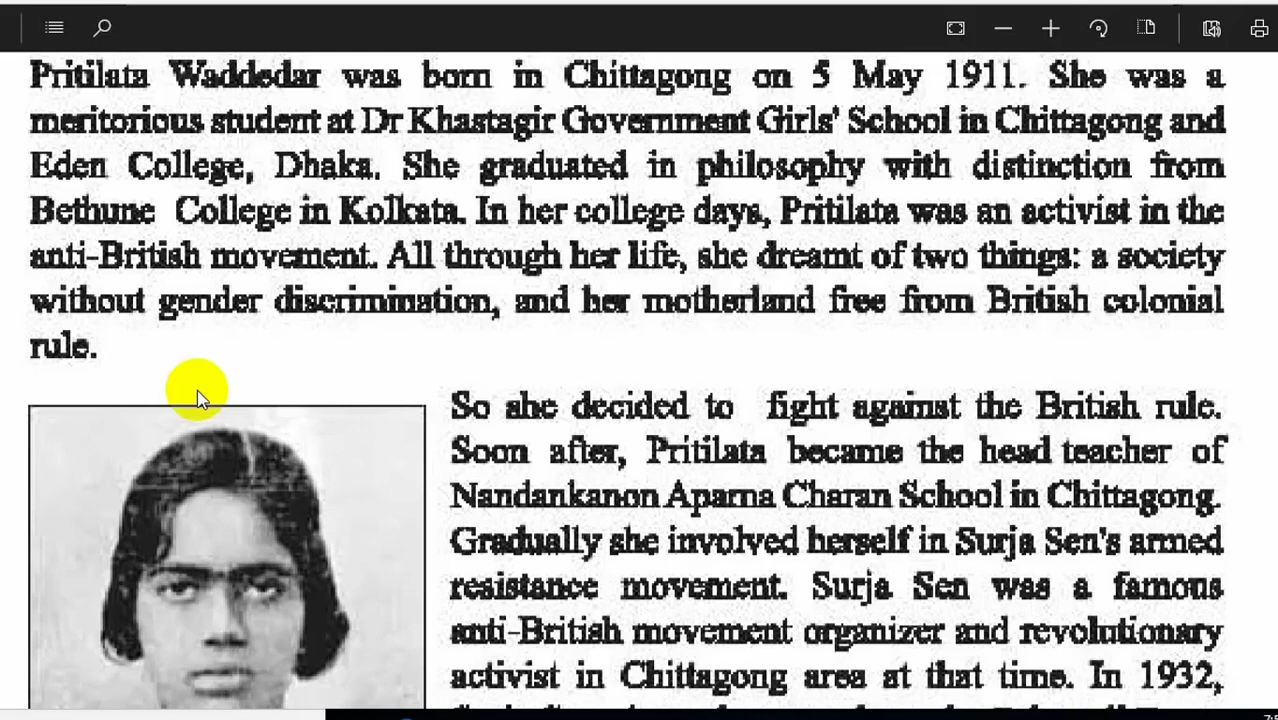 Pritilata Waddedar was born in Chittagong on 5 May 1911. She was a
meritorious student at Dr Khastagir Government Girls' School in Chittagong and
Eden College, Dhaka. She graduated in philosophy with distinction from
Bethune College in Kolkata. In her college days, Pritilata was an activist in the
anti-British movement. All through her life, she dreamt of two things: a society
without gender discrimination, and her motherland free from British colonial
rule.
So she decided to fight against the British rule.
Soon after, Pritilata became the head teacher of
Nandankanon Aparna Charan School in Chittagong.
Gradually she involved herself in Surja Sen's armed
resistance movement. Surja Sen was a famous
anti-British movement organizer and revolutionary
activist in Chittagong area at that time. In 1932,